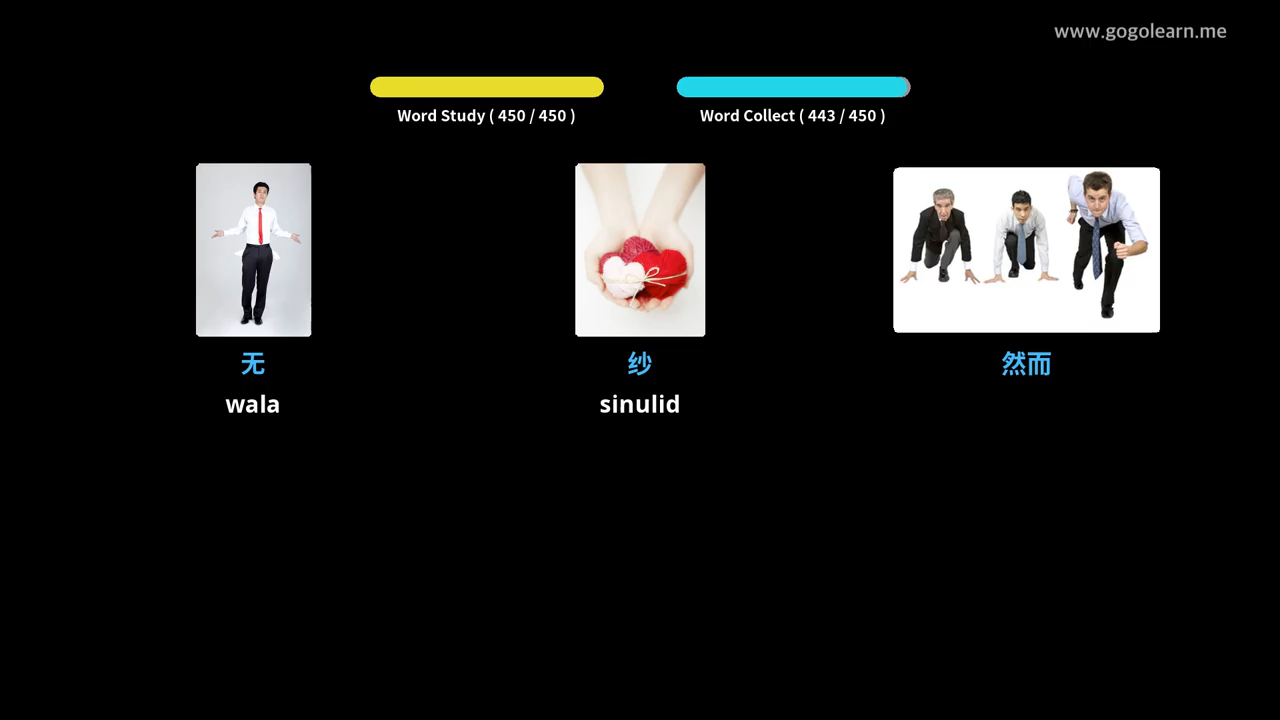 www.gogolearn.me
Word Study ( 450 / 450 )
Word Collect ( 443 / 450 )
无
纱
然而
wala
sinulid